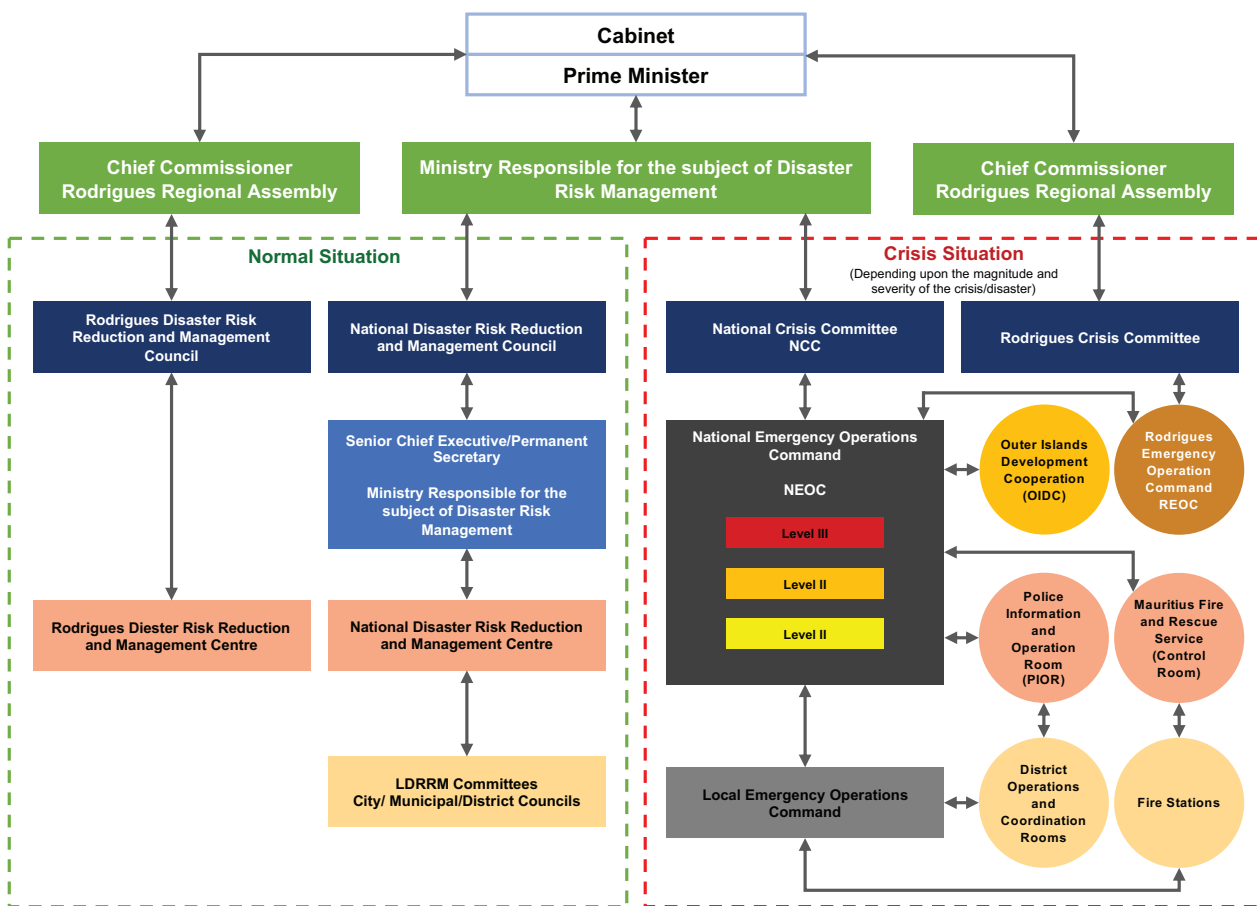 Cabinet
Prime Minister
Chief Commissioner
Rodrigues Regional Assembly
Ministry Responsible for the subject of Disaster
Risk Management
Chief Commissioner
Rodrigues Regional Assembly
Normal Situation
Rodrigues Disaster Risk
Reduction and Management
Council
National Disaster Risk Reduction
and Management Council
Senior Chief Executive/Permanent
Secretary
Ministry Responsible for the
subject of Disaster Risk
Management
Rodrigues Diester Risk Reduction
and Management Centre
National Disaster Risk Reduction
and Management Centre
LDRRM Committees
City/ Municipal/District Councils
Crisis Situation
(Depending upon the magnitude and
severity of the crisis/disaster)
National Crisis Committee
NCC
Rodrigues Crisis Committee
National Emergency Operations
Command
NEOC
Level III
Level II
Level II
Outer Islands
Development
Cooperation
(OIDC)
Rodrigues
Emergency
Operation
Command
REOC
Police
Information
and
Operation
Room
(PIOR)
Mauritius Fire
and Rescue
Service
(Control
Room)
Local Emergency Operations
Command
District
Operations
and
Coordination
Rooms
Fire Stations